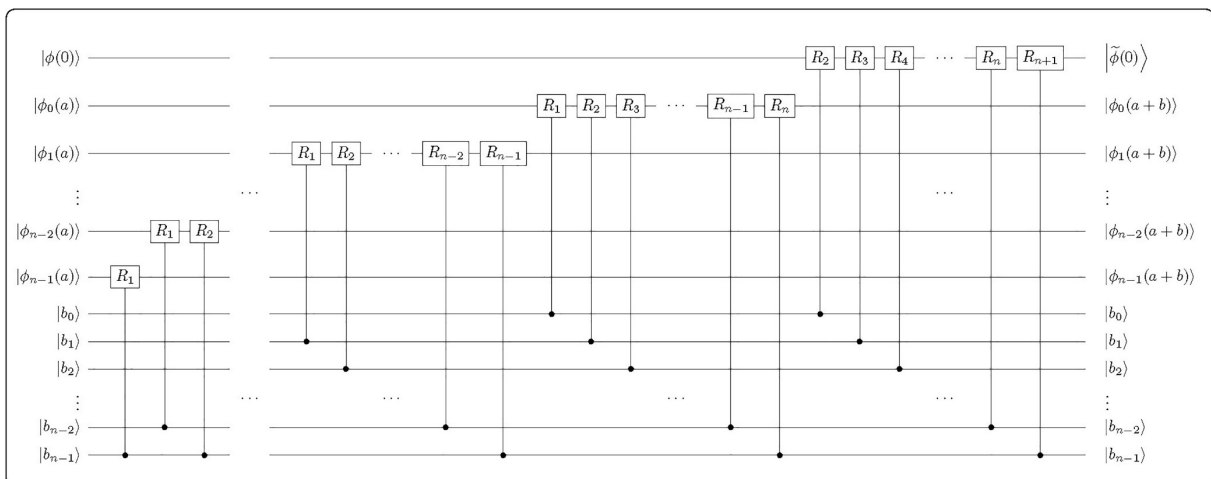 |ϕ(0)⟩ R₂ R₃ R₄ ⋯ Rₙ Rₙ₊₁ |ϕ̃(0)⟩
|ϕ₀(a)⟩ R₁ R₂ R₃ ⋯ Rₙ₋₁ Rₙ |ϕ₀(a + b)⟩
|ϕ₁(a)⟩ R₁ R₂ ⋯ Rₙ₋₂ Rₙ₋₁ |ϕ₁(a + b)⟩
⋮ ⋯ ⋯ ⋮
|ϕₙ₋₂(a)⟩ R₁ R₂ |ϕₙ₋₂(a + b)⟩
|ϕₙ₋₁(a)⟩ R₁ |ϕₙ₋₁(a + b)⟩
|b₀⟩ |b₀⟩
|b₁⟩ |b₁⟩
|b₂⟩ |b₂⟩
⋮ ⋯ ⋯ ⋯ ⋯ ⋮
|bₙ₋₂⟩ |bₙ₋₂⟩
|bₙ₋₁⟩ |bₙ₋₁⟩